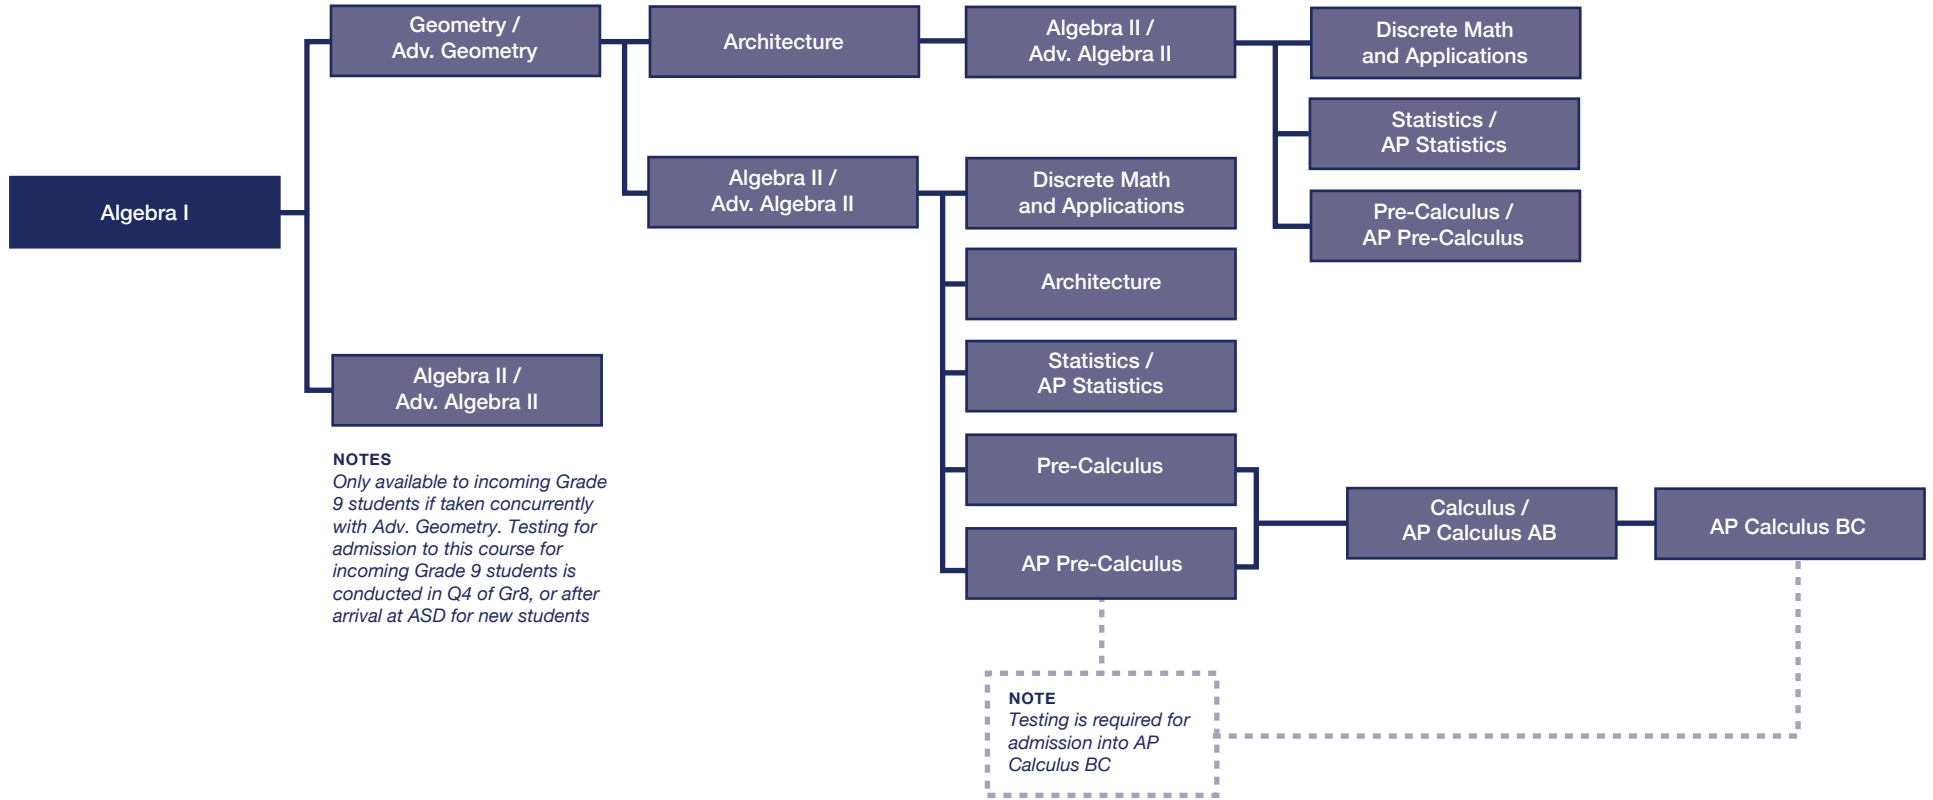 Geometry /
Adv. Geometry
Architecture
Algebra II /
Adv. Algebra II
Discrete Math
and Applications
Statistics /
AP Statistics
Pre-Calculus /
AP Pre-Calculus
Algebra I
Algebra II /
Adv. Algebra II
Discrete Math
and Applications
Architecture
Statistics /
AP Statistics
Pre-Calculus
AP Pre-Calculus
Calculus /
AP Calculus AB
AP Calculus BC
Algebra II /
Adv. Algebra II
NOTES
Only available to incoming Grade
9 students if taken concurrently
with Adv. Geometry. Testing for
admission to this course for
incoming Grade 9 students is
conducted in Q4 of Gr8, or after
arrival at ASD for new students
NOTE
Testing is required for
admission into AP
Calculus BC